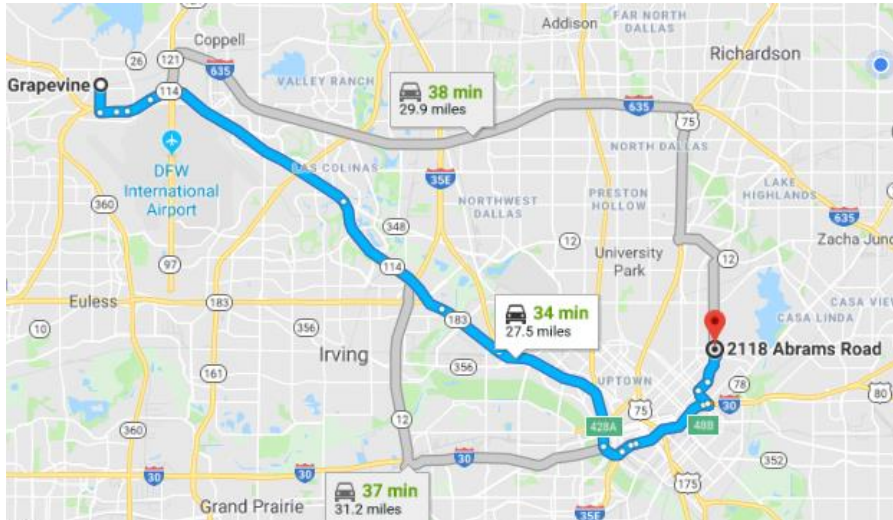 FAR NORTH
DALLAS
Addison
Richardson
Coppell
26
121
635
VALLEY RANCH
38 min
29.9 miles
Grapevine
114
635
75
NORTH DALLAS
DFW
International
Airport
LAS COLINAS
35E
LAKE
HIGHLANDS
360
NORTHWEST
DALLAS
PRESTON
HOLLOW
635
348
12
University
Park
Zacha Junc
12
97
114
Euless
183
34 min
27.5 miles
CASA VIEW
CASA LINDA
183
10
356
Irving
2118 Abrams Road
356
161
UPTOWN
78
80
75
30
12
428A
48B
360
30
352
30
30
37 min
31.2 miles
Grand Prairie
175
35E